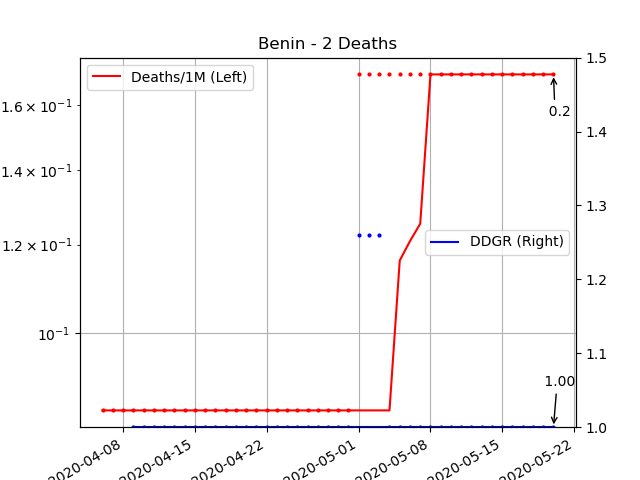 Benin - 2 Deaths
Deaths/1M (Left)
1.6 × 10⁻¹
1.4 × 10⁻¹
1.2 × 10⁻¹
10⁻¹
1.5
1.4
1.3
1.2
1.1
1.0
0.2
DDGR (Right)
1.00
2020-04-08
2020-04-15
2020-04-22
2020-05-01
2020-05-08
2020-05-15
2020-05-22